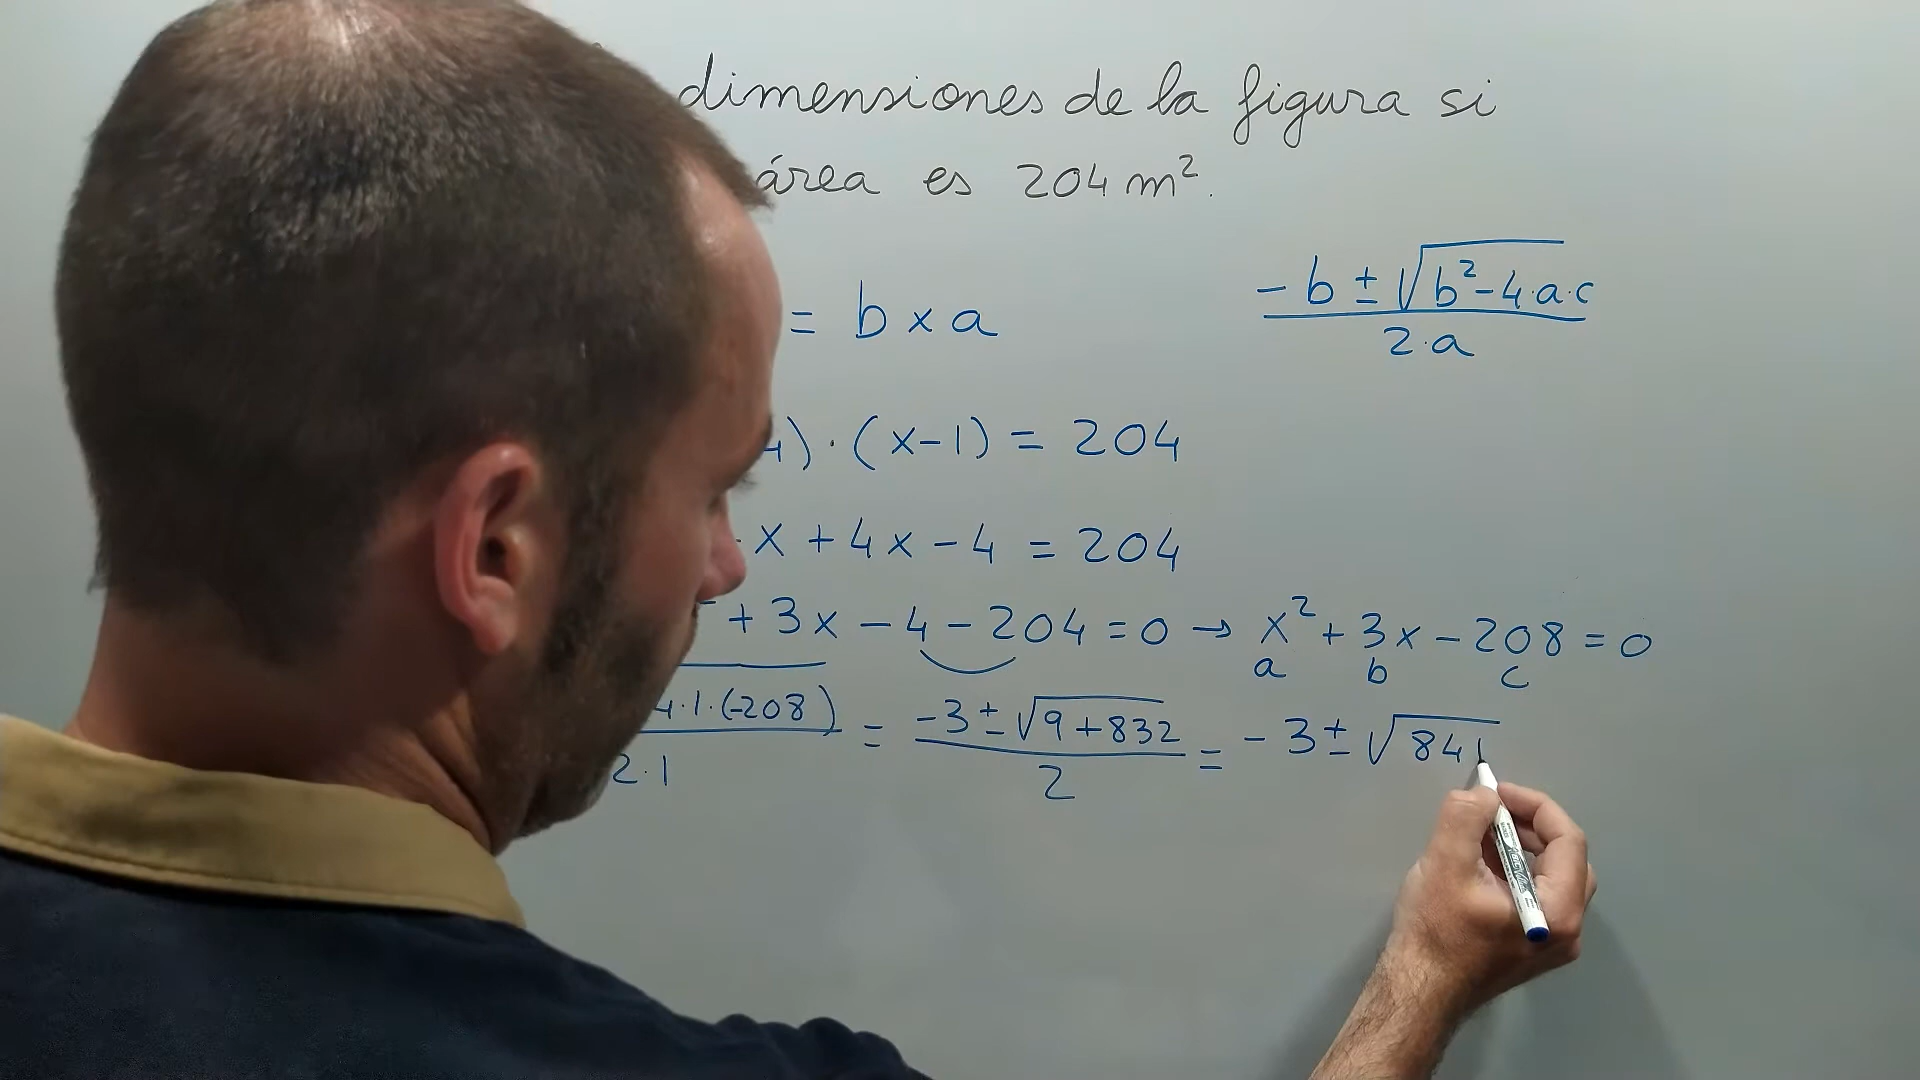 dimensiones de la figura si
área es 204 m².
= b x a
-b ± √b²-4·a·c
2·a
4)·(x-1) = 204
x + 4x - 4 = 204
+ 3x - 4 - 204 = 0 → x² + 3x - 208 = 0
a b c
4·1·(-208) = -3 ± √9+832 = -3 ± √841
2·1 2